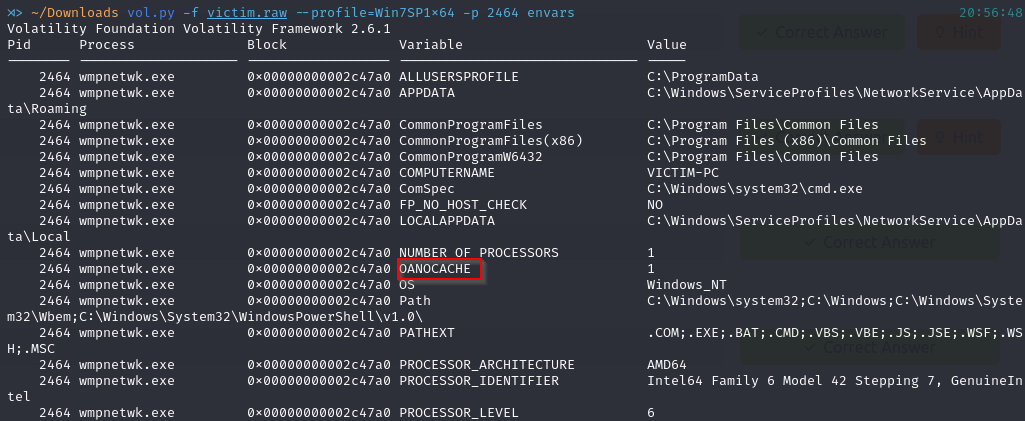 ~/Downloads vol.py -f victim.raw --profile=Win7SP1×64 -p 2464 envars 20:56:48
Volatility Foundation Volatility Framework 2.6.1
Pid Process Block Variable Value
2464 wmpnetwk.exe 0×00000000002c47a0 ALLUSERSPROFILE C:\ProgramData
2464 wmpnetwk.exe 0×00000000002c47a0 APPDATA C:\Windows\ServiceProfiles\NetworkService\AppDa
ta\Roaming
2464 wmpnetwk.exe 0×00000000002c47a0 CommonProgramFiles C:\Program Files\Common Files
2464 wmpnetwk.exe 0×00000000002c47a0 CommonProgramFiles(x86) C:\Program Files (x86)\Common Files
2464 wmpnetwk.exe 0×00000000002c47a0 CommonProgramW6432 C:\Program Files\Common Files
2464 wmpnetwk.exe 0×00000000002c47a0 COMPUTERNAME VICTIM-PC
2464 wmpnetwk.exe 0×00000000002c47a0 ComSpec C:\Windows\system32\cmd.exe
2464 wmpnetwk.exe 0×00000000002c47a0 FP_NO_HOST_CHECK NO
2464 wmpnetwk.exe 0×00000000002c47a0 LOCALAPPDATA C:\Windows\ServiceProfiles\NetworkService\AppDa
ta\Local
2464 wmpnetwk.exe 0×00000000002c47a0 NUMBER_OF_PROCESSORS 1
2464 wmpnetwk.exe 0×00000000002c47a0 OANOCACHE 1
2464 wmpnetwk.exe 0×00000000002c47a0 OS Windows_NT
2464 wmpnetwk.exe 0×00000000002c47a0 Path C:\Windows\system32;C:\Windows;C:\Windows\Syste
m32\Wbem;C:\Windows\System32\WindowsPowerShell\v1.0\
2464 wmpnetwk.exe 0×00000000002c47a0 PATHEXT .COM;.EXE;.BAT;.CMD;.VBS;.VBE;.JS;.JSE;.WSF;.WS
H;.MSC
2464 wmpnetwk.exe 0×00000000002c47a0 PROCESSOR_ARCHITECTURE AMD64
2464 wmpnetwk.exe 0×00000000002c47a0 PROCESSOR_IDENTIFIER Intel64 Family 6 Model 42 Stepping 7, GenuineIn
tel
2464 wmpnetwk.exe 0×00000000002c47a0 PROCESSOR_LEVEL 6
Correct Answer Hint
Hint
Correct Answer
Correct Answer